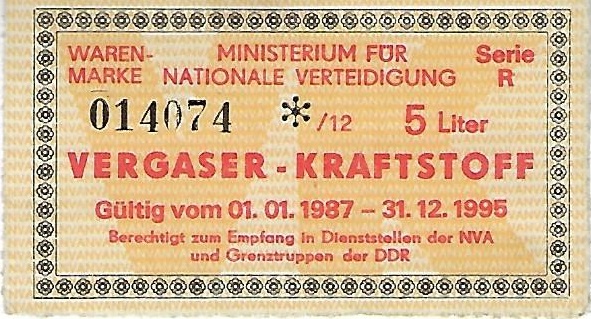 WAREN- MINISTERIUM FÜR Serie
MARKE NATIONALE VERTEIDIGUNG R
014074 * /12 5 Liter
VERGASER - KRAFTSTOFF
Gültig vom 01. 01. 1987 – 31. 12. 1995
Berechtigt zum Empfang in Dienststellen der NVA
und Grenztruppen der DDR